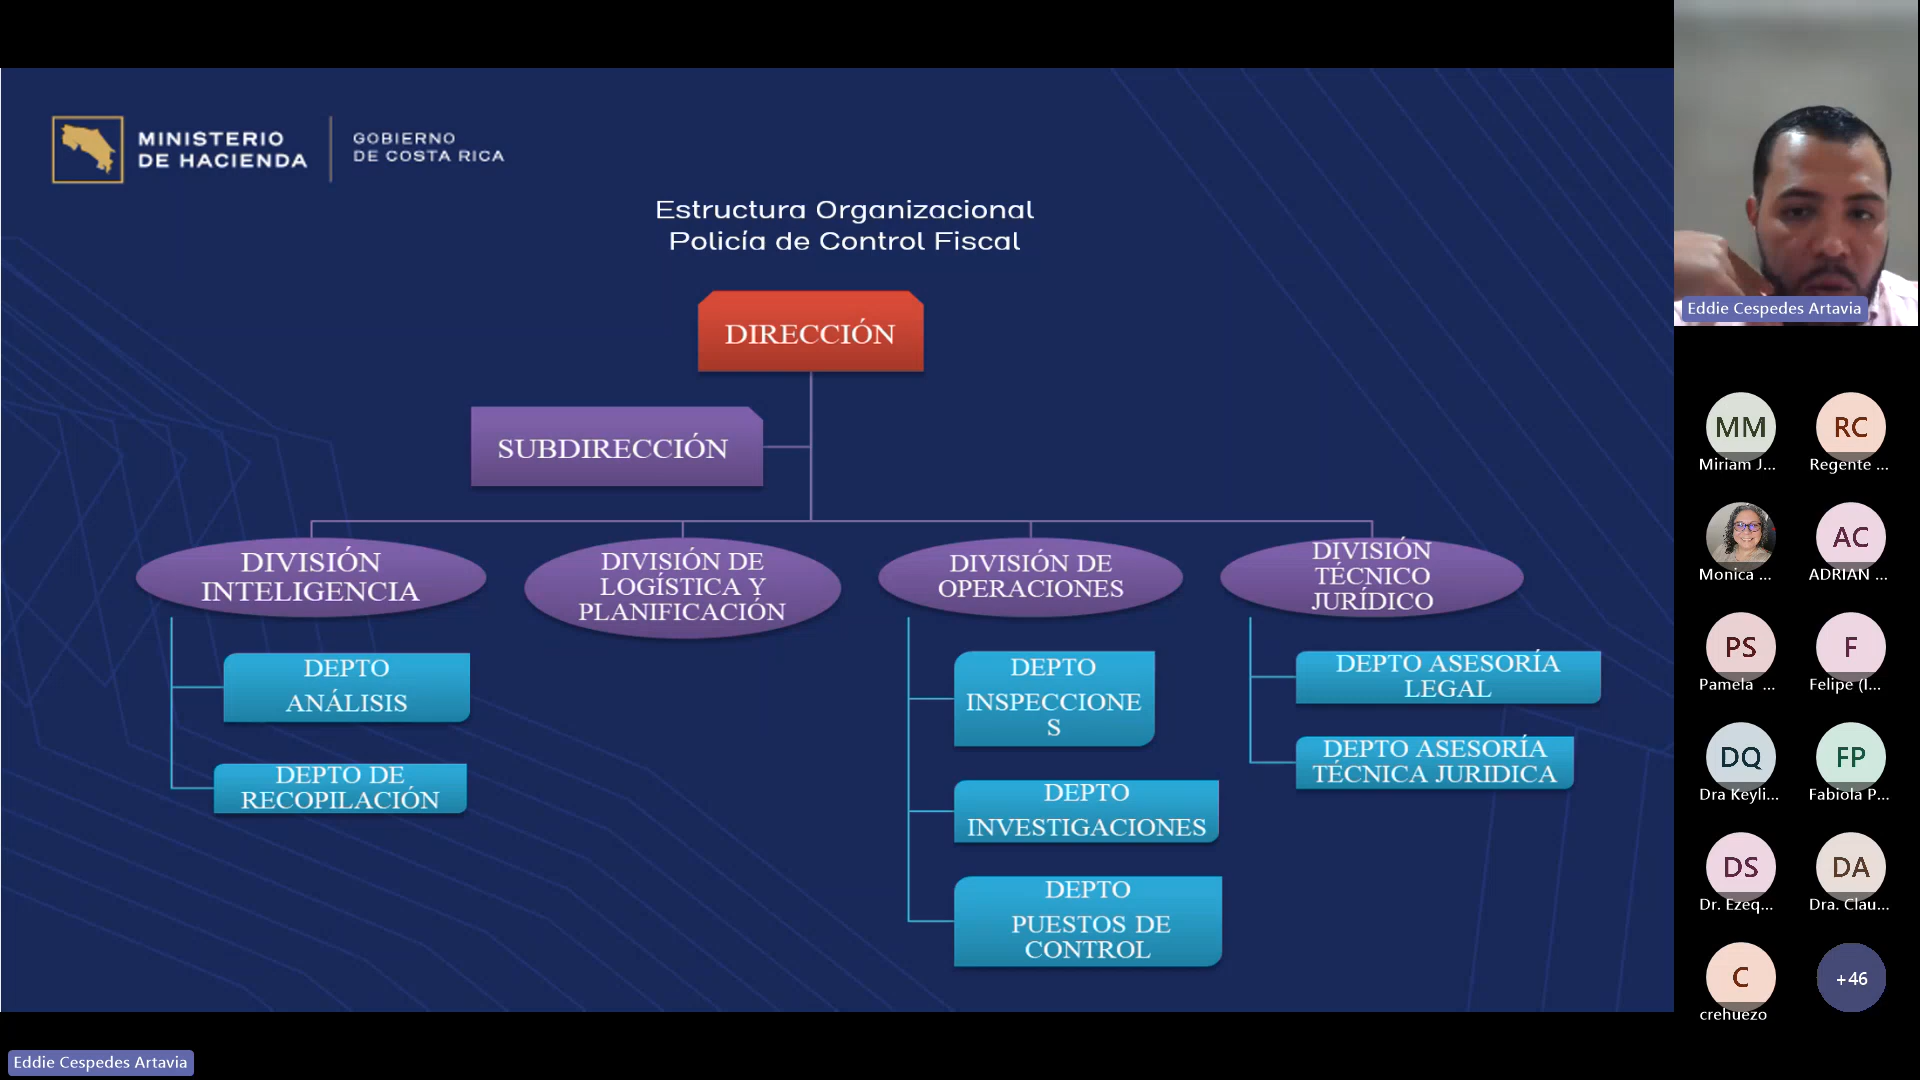 MINISTERIO
DE HACIENDA
GOBIERNO
DE COSTA RICA
Estructura Organizacional
Policía de Control Fiscal
DIRECCIÓN
SUBDIRECCIÓN
DIVISIÓN
INTELIGENCIA
DIVISIÓN DE
LOGÍSTICA Y
PLANIFICACIÓN
DIVISIÓN DE
OPERACIONES
DIVISIÓN
TÉCNICO
JURÍDICO
DEPTO
ANÁLISIS
DEPTO DE
RECOPILACIÓN
DEPTO
INSPECCIONE
S
DEPTO
INVESTIGACIONES
DEPTO
PUESTOS DE
CONTROL
DEPTO ASESORÍA
LEGAL
DEPTO ASESORÍA
TÉCNICA JURIDICA
Eddie Cespedes Artavia
MM
Miriam J...
RC
Regente ...
Monica ...
AC
ADRIAN ...
PS
Pamela ...
F
Felipe (I...
DQ
Dra Keyli...
FP
Fabiola P...
DS
Dr. Ezeq...
DA
Dra. Clau...
C
crehuezo
+46
Eddie Cespedes Artavia